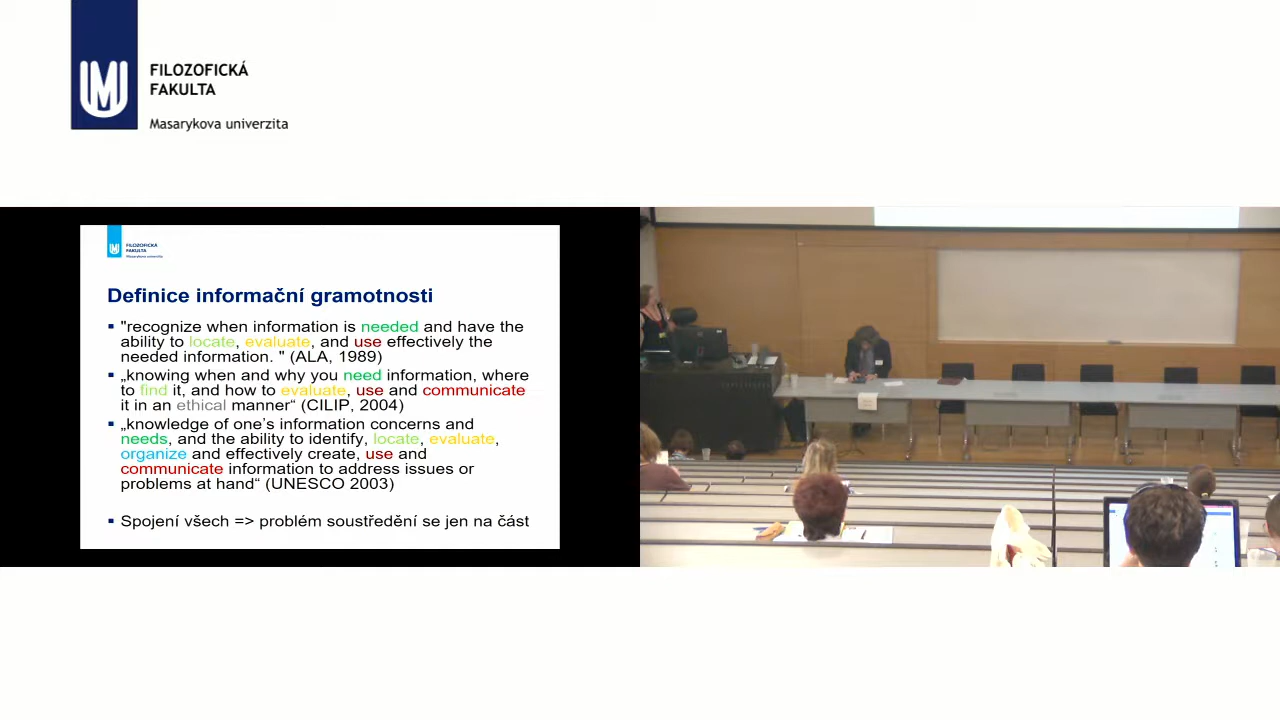 FILOZOFICKÁ
FAKULTA
Masarykova univerzita
FILOZOFICKÁ
FAKULTA
Masarykova univerzita
Definice informační gramotnosti
▪ "recognize when information is needed and have the
ability to locate, evaluate, and use effectively the
needed information. " (ALA, 1989)
▪ „knowing when and why you need information, where
to find it, and how to evaluate, use and communicate
it in an ethical manner“ (CILIP, 2004)
▪ „knowledge of one’s information concerns and
needs, and the ability to identify, locate, evaluate,
organize and effectively create, use and
communicate information to address issues or
problems at hand“ (UNESCO 2003)
▪ Spojení všech => problém soustředění se jen na část